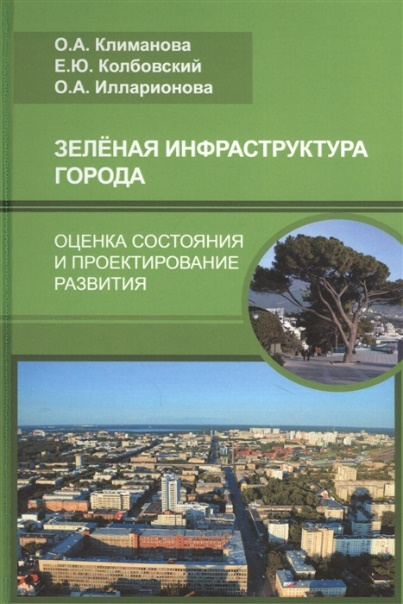 О.А. Климанова
Е.Ю. Колбовский
О.А. Илларионова
ЗЕЛЁНАЯ ИНФРАСТРУКТУРА
ГОРОДА
ОЦЕНКА СОСТОЯНИЯ
И ПРОЕКТИРОВАНИЕ
РАЗВИТИЯ